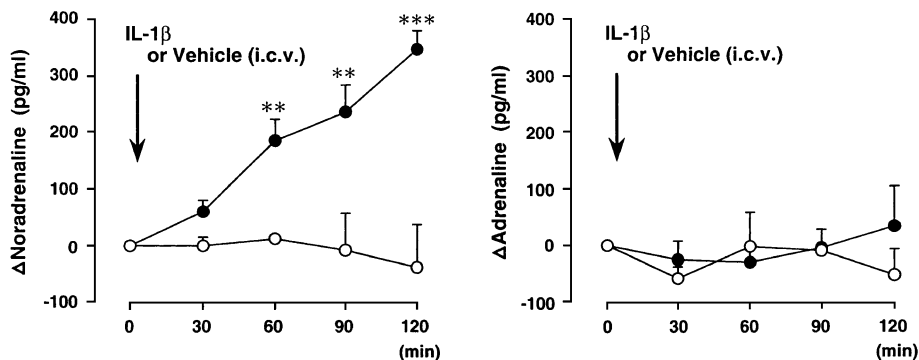 ΔNoradrenaline (pg/ml)
400
300
200
100
0
-100
IL-1β
or Vehicle (i.c.v.)
**
**
***
0 30 60 90 120
(min)
ΔAdrenaline (pg/ml)
400
300
200
100
0
-100
IL-1β
or Vehicle (i.c.v.)
0 30 60 90 120
(min)